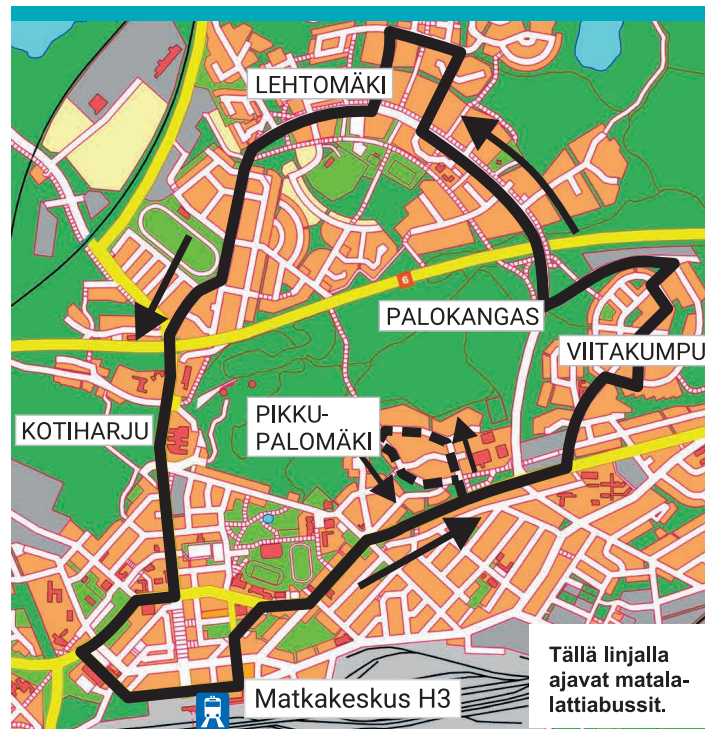 LEHTOMÄKI
6
PALOKANGAS
VIITAKUMPU
PIKKU-
PALOMÄKI
KOTIHARJU
Matkakeskus H3
Tällä linjalla
ajavat matala-
lattiabussit.